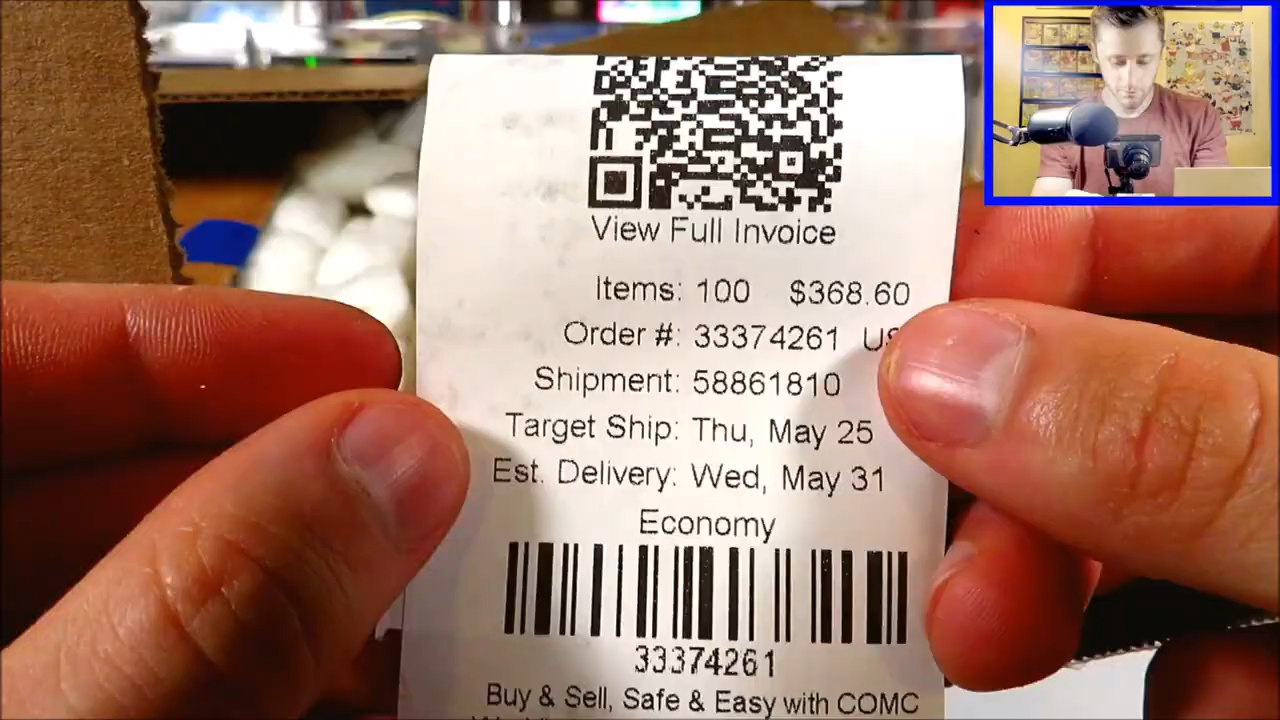 View Full Invoice
Items: 100 $368.60
Order #: 33374261
Shipment: 58861810
Target Ship: Thu, May 25
Est. Delivery: Wed, May 31
Economy
33374261
Buy & Sell, Safe & Easy with COMC